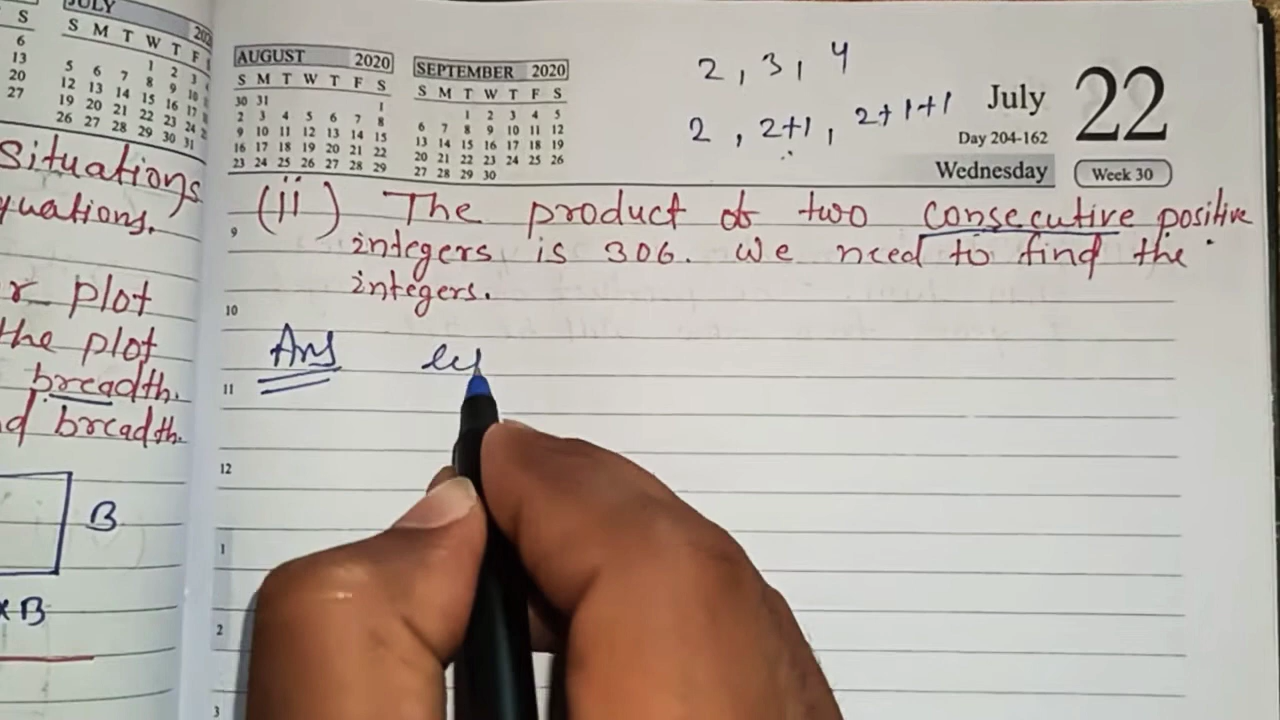 S
6
13
20
27
JULY 202
S M T W T F
1 2 3
5 6 7 8 9 10
12 13 14 15 16 17
19 20 21 22 23 24
26 27 28 29 30 31
situations
quations.
r plot
the plot
breadth.
d breadth.
B
x B
AUGUST 2020
S M T W T F S
30 31 1
2 3 4 5 6 7 8
9 10 11 12 13 14 15
16 17 18 19 20 21 22
23 24 25 26 27 28 29
SEPTEMBER 2020
S M T W T F S
1 2 3 4 5
6 7 8 9 10 11 12
13 14 15 16 17 18 19
20 21 22 23 24 25 26
27 28 29 30
2, 3, 4
2, 2+1, 2+1+1
July 22
Day 204-162
Wednesday Week 30
(ii) The product of two consecutive positive
9
integers is 306. We need to find the
integers.
10
Ans
11
12
1
2
3